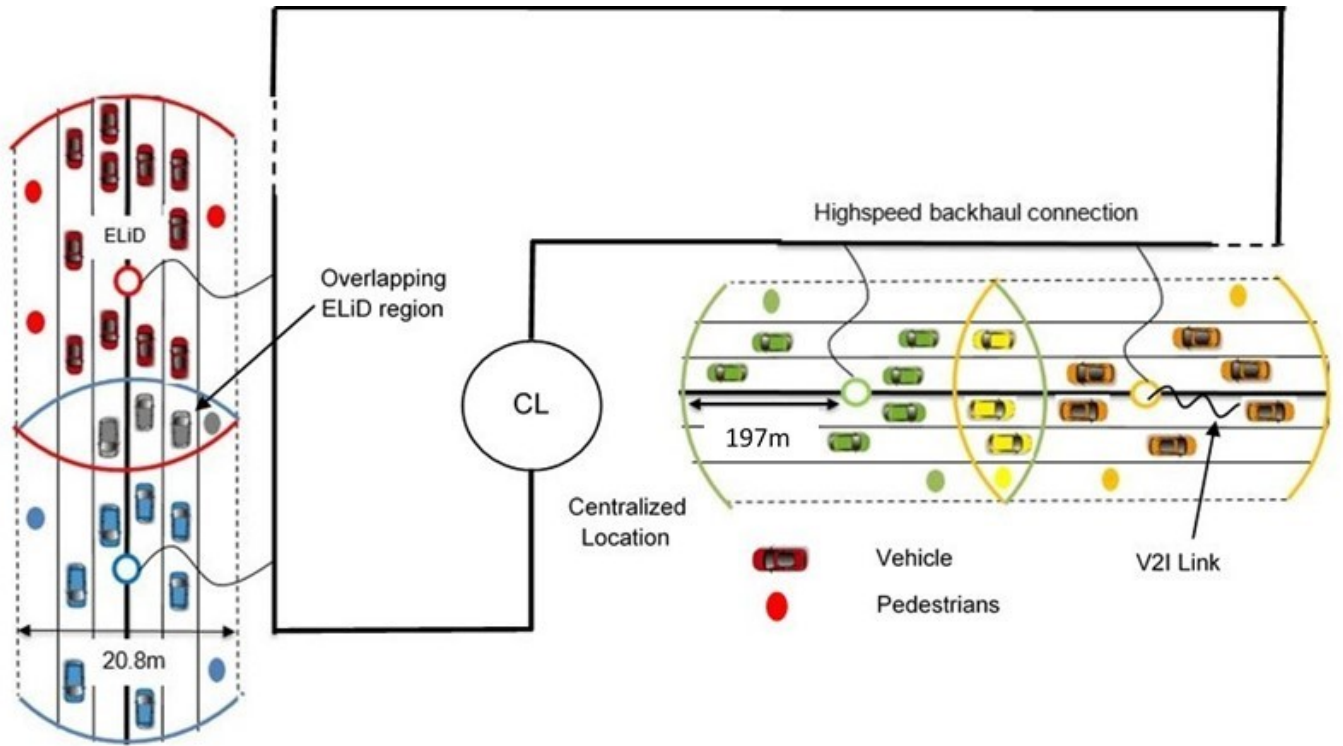 Highspeed backhaul connection
ELiD
Overlapping
ELiD region
CL
197m
Centralized
Location
Vehicle
V2I Link
Pedestrians
20.8m